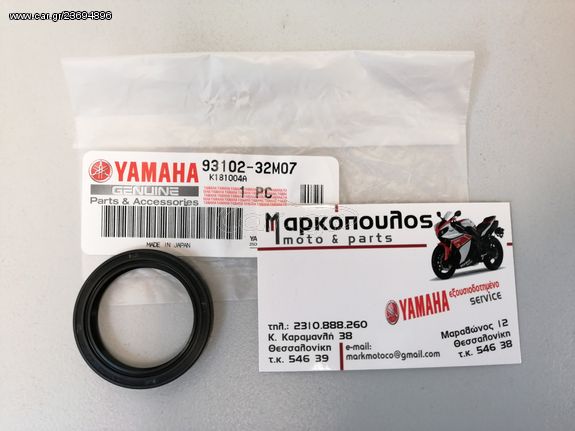 www.car.gr/23694896
YAMAHA 93102-32M07
K181004A
GENUINE 1 PC
Parts & Accessories
MADE IN JAPAN
Μαρκοπουλος
moto & parts
YAMAHA εξουσιοδοτημένο
SERVICE
τηλ.: 2310.888.260
Κ. Καραμανλή 38
Θεσσαλονίκη
τ.κ. 546 39
e-mail:
markmotoco@gmail.com
Μαραθώνος 12
Θεσσαλονίκη
τ.κ. 546 38